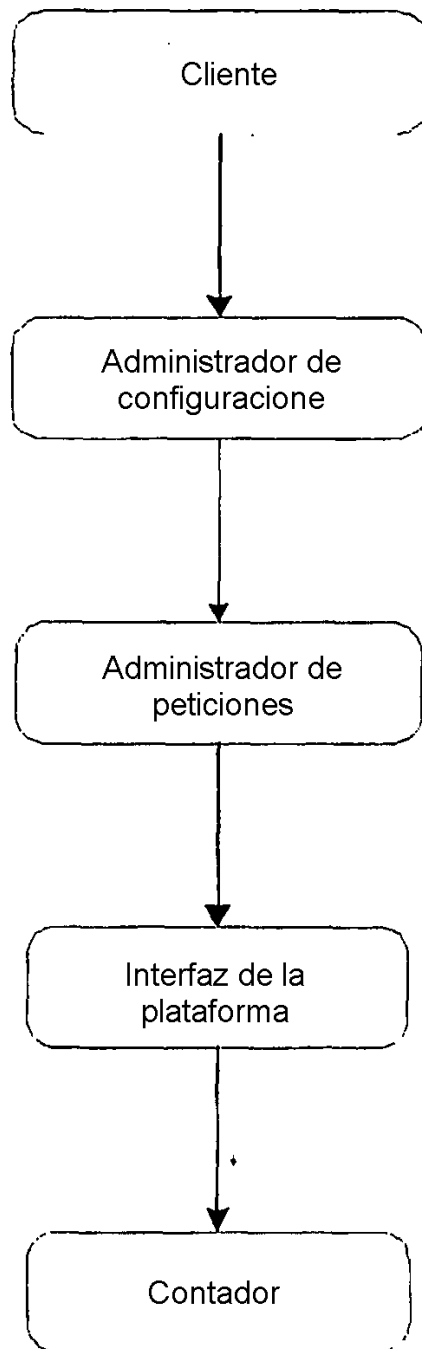 Cliente
Administrador de
configuracione
Administrador de
peticiones
Interfaz de la
plataforma
Contador